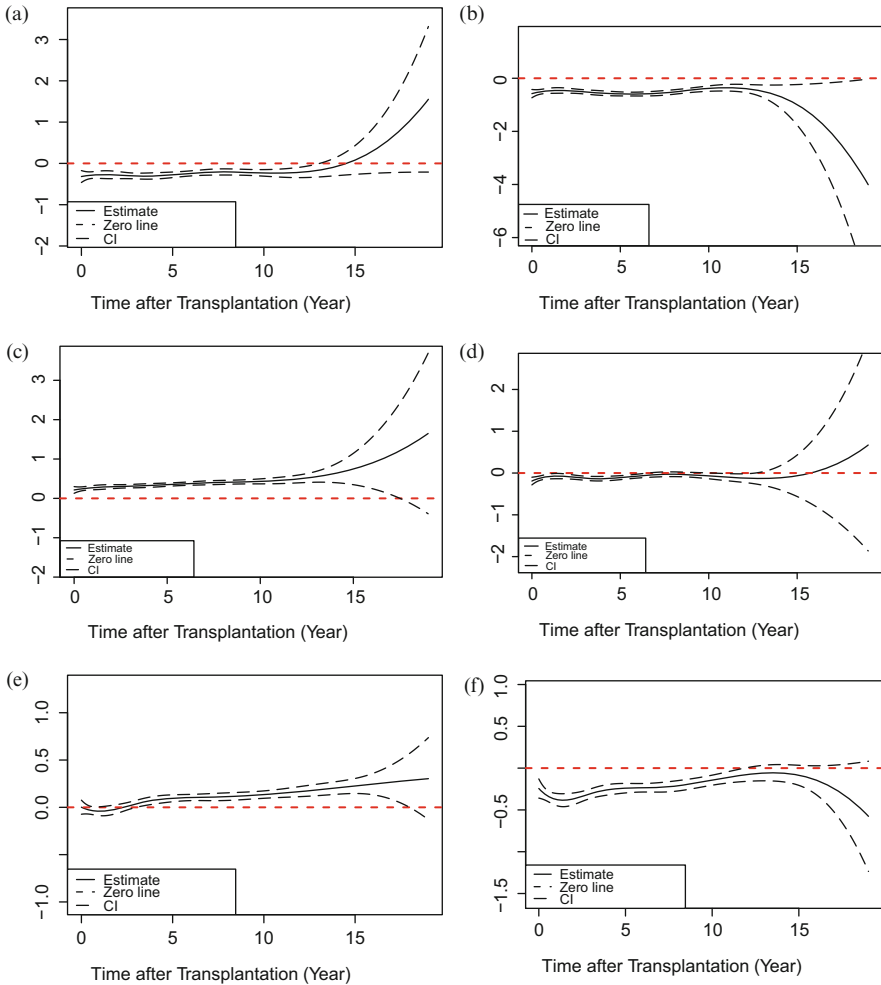 (a)
3
2
1
0
−1
−2
Estimate
Zero line
CI
0 5 10 15
Time after Transplantation (Year)
(b)
0
−2
−4
−6
Estimate
Zero line
CI
0 5 10 15
Time after Transplantation (Year)
(c)
3
2
1
0
−1
−2
Estimate
Zero line
CI
0 5 10 15
Time after Transplantation (Year)
(d)
2
1
0
−1
−2
Estimate
Zero line
CI
0 5 10 15
Time after Transplantation (Year)
(e)
1.0
0.5
0.0
−1.0
Estimate
Zero line
CI
0 5 10 15
Time after Transplantation (Year)
(f)
1.0
0.5
−0.5
−1.5
Estimate
Zero line
CI
0 5 10 15
Time after Transplantation (Year)